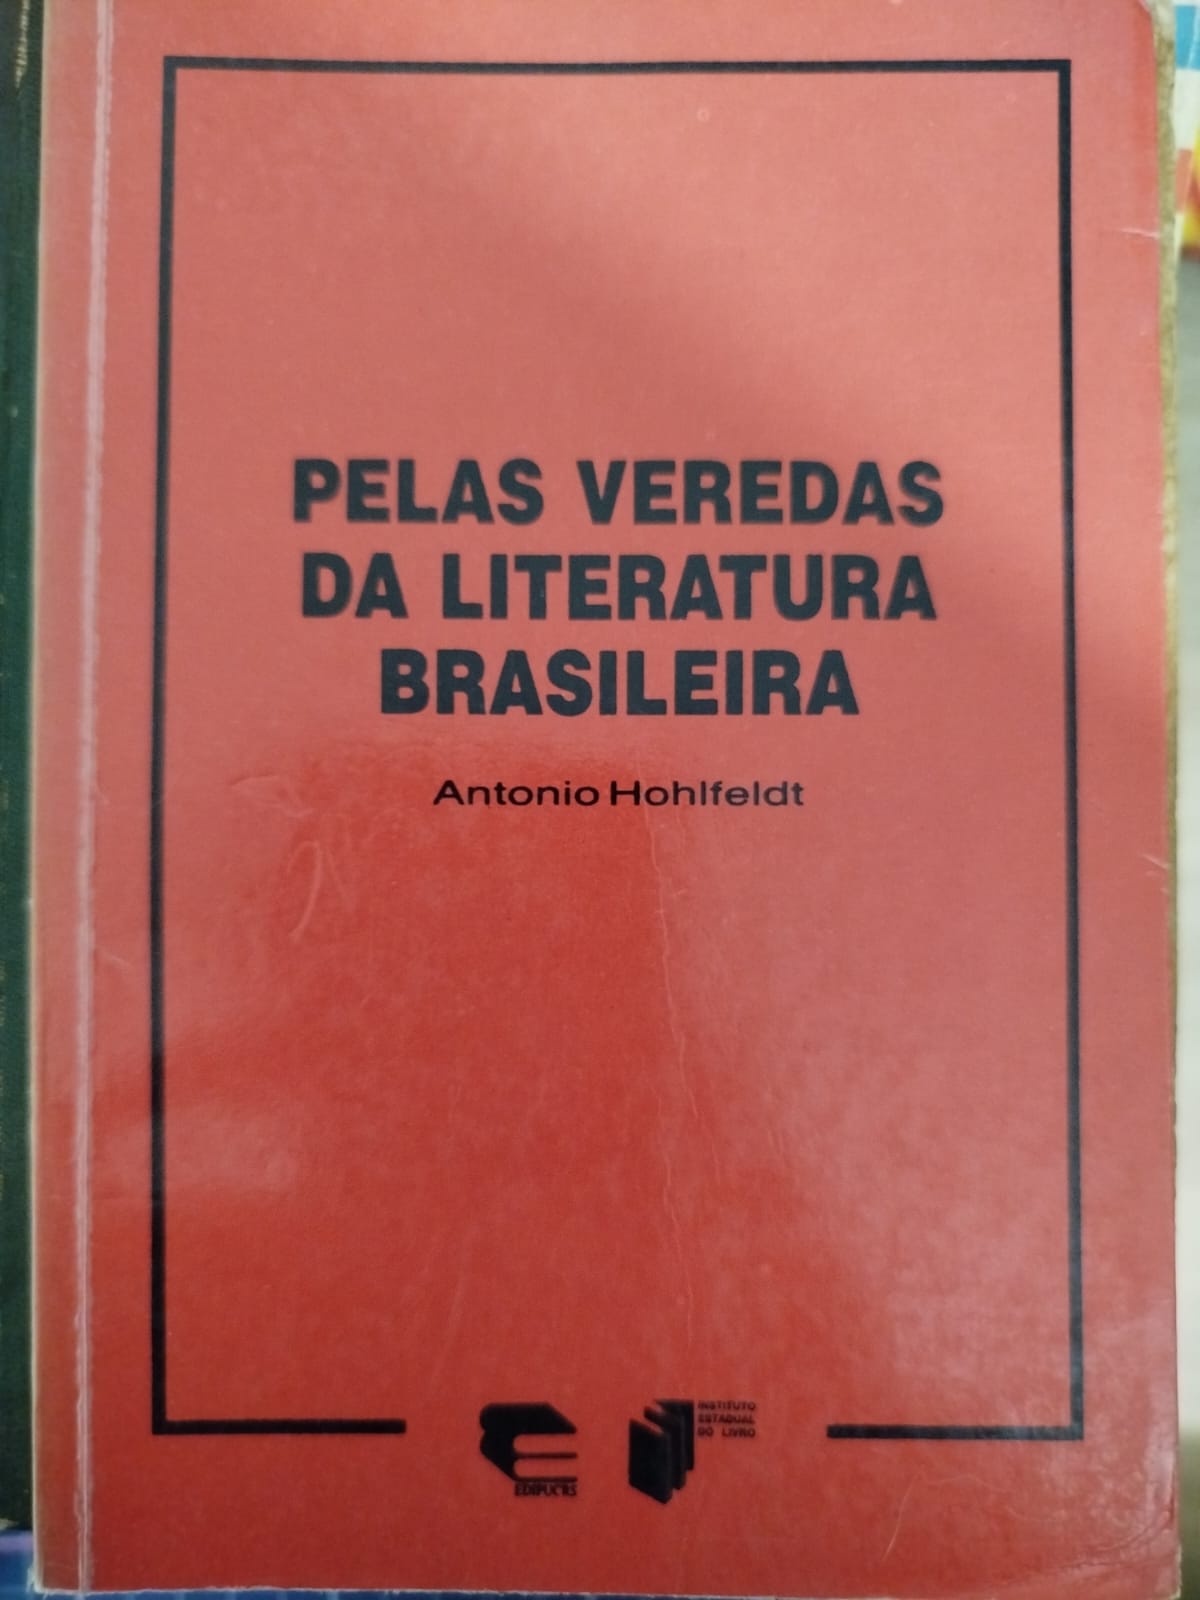 PELAS VEREDAS
DA LITERATURA
BRASILEIRA
Antonio Hohlfeldt
EDIPUCRS
INSTITUTO
ESTADUAL
DO LIVRO